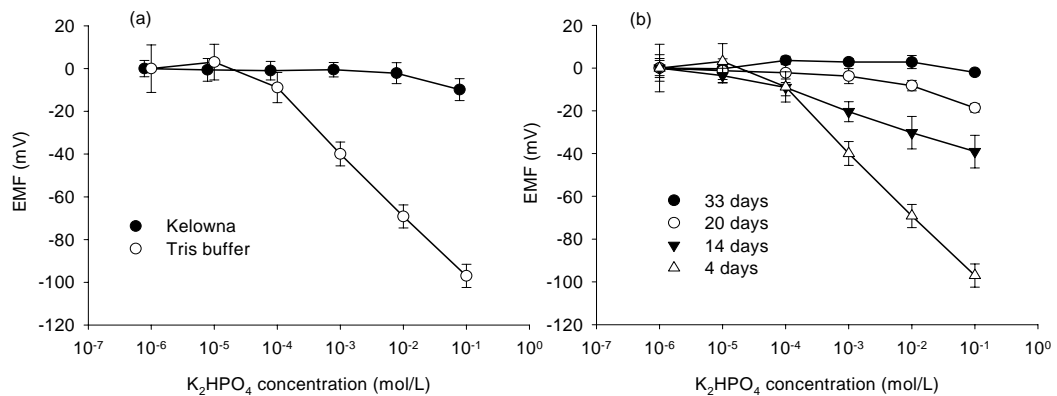 (a)
20
0
-20
-40
-60
-80
-100
-120
EMF (mV)
Kelowna
Tris buffer
10⁻⁷ 10⁻⁶ 10⁻⁵ 10⁻⁴ 10⁻³ 10⁻² 10⁻¹ 10⁰
K₂HPO₄ concentration (mol/L)
(b)
20
0
-20
-40
-60
-80
-100
-120
EMF (mV)
33 days
20 days
14 days
4 days
10⁻⁷ 10⁻⁶ 10⁻⁵ 10⁻⁴ 10⁻³ 10⁻² 10⁻¹ 10⁰
K₂HPO₄ concentration (mol/L)